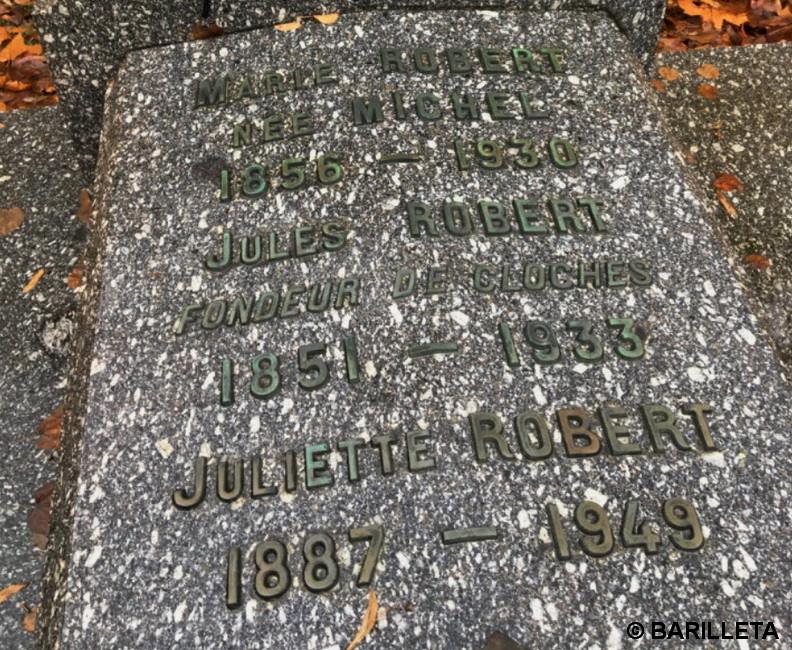 MARIE ROBERT
NÉE MICHEL
1856 — 1930
JULES ROBERT
FONDEUR DE CLOCHES
1851 — 1933
JULIETTE ROBERT
1887 — 1949
© BARILLETA